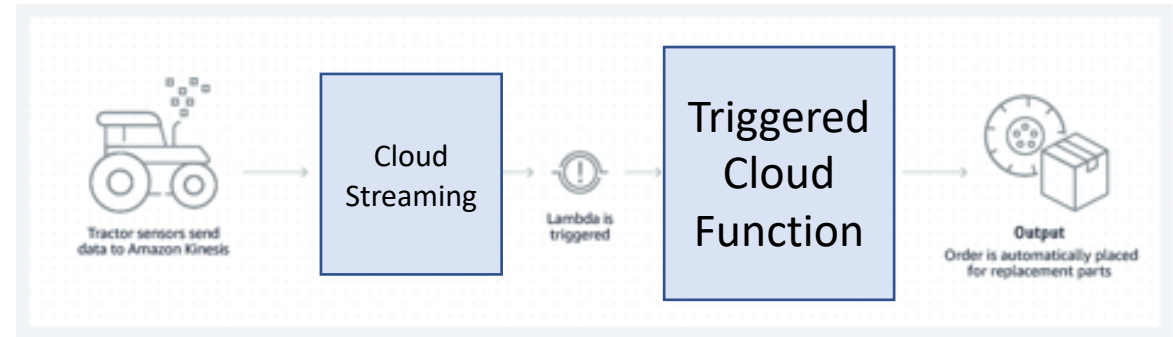 Tractor sensors send
data to Amazon Kinesis
Cloud
Streaming
Lambda is
triggered
Triggered
Cloud
Function
Output
Order is automatically placed
for replacement parts